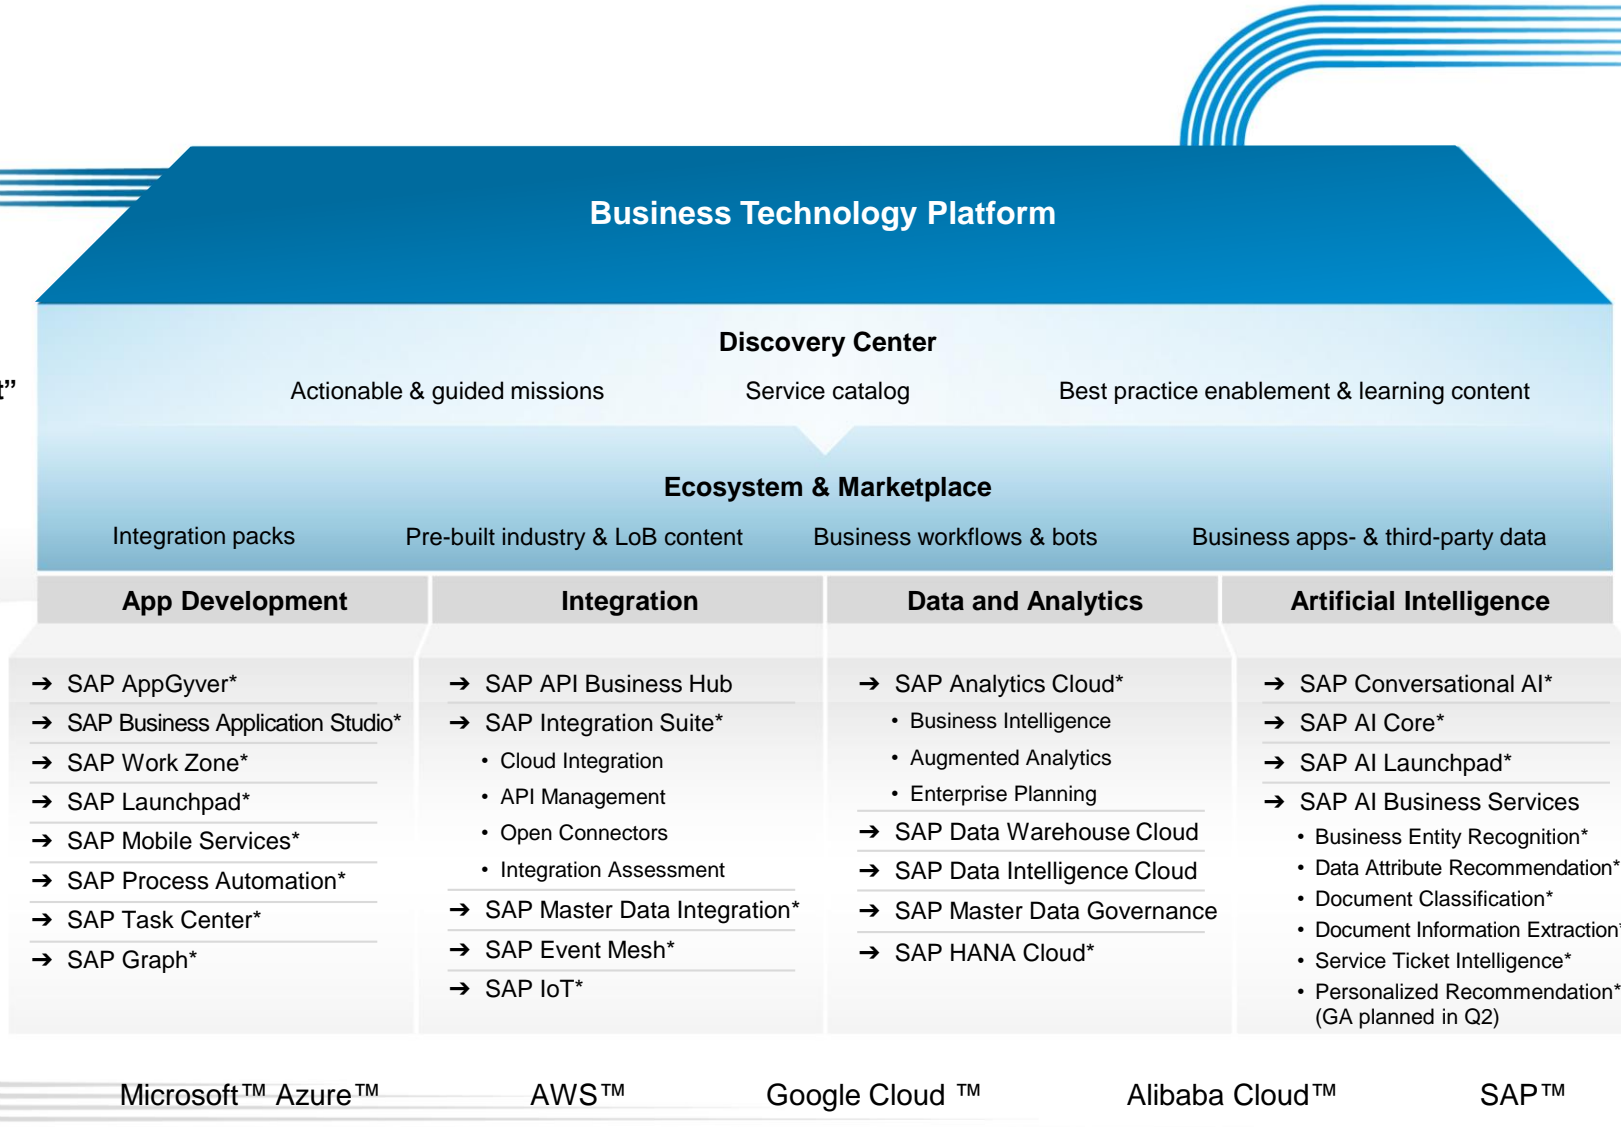 Business Technology Platform
Discovery Center
t”
Actionable & guided missions
Service catalog
Best practice enablement & learning content
Ecosystem & Marketplace
Integration packs
Pre-built industry & LoB content
Business workflows & bots
Business apps- & third-party data
App Development
➔ SAP AppGyver*
➔ SAP Business Application Studio*
➔ SAP Work Zone*
➔ SAP Launchpad*
➔ SAP Mobile Services*
➔ SAP Process Automation*
➔ SAP Task Center*
➔ SAP Graph*
Integration
➔ SAP API Business Hub
➔ SAP Integration Suite*
• Cloud Integration
• API Management
• Open Connectors
• Integration Assessment
➔ SAP Master Data Integration*
➔ SAP Event Mesh*
➔ SAP IoT*
Data and Analytics
➔ SAP Analytics Cloud*
• Business Intelligence
• Augmented Analytics
• Enterprise Planning
➔ SAP Data Warehouse Cloud
➔ SAP Data Intelligence Cloud
➔ SAP Master Data Governance
➔ SAP HANA Cloud*
Artificial Intelligence
➔ SAP Conversational AI*
➔ SAP AI Core*
➔ SAP AI Launchpad*
➔ SAP AI Business Services
• Business Entity Recognition*
• Data Attribute Recommendation*
• Document Classification*
• Document Information Extraction*
• Service Ticket Intelligence*
• Personalized Recommendation*
(GA planned in Q2)
Microsoft™ Azure™
AWS™
Google Cloud ™
Alibaba Cloud™
SAP™